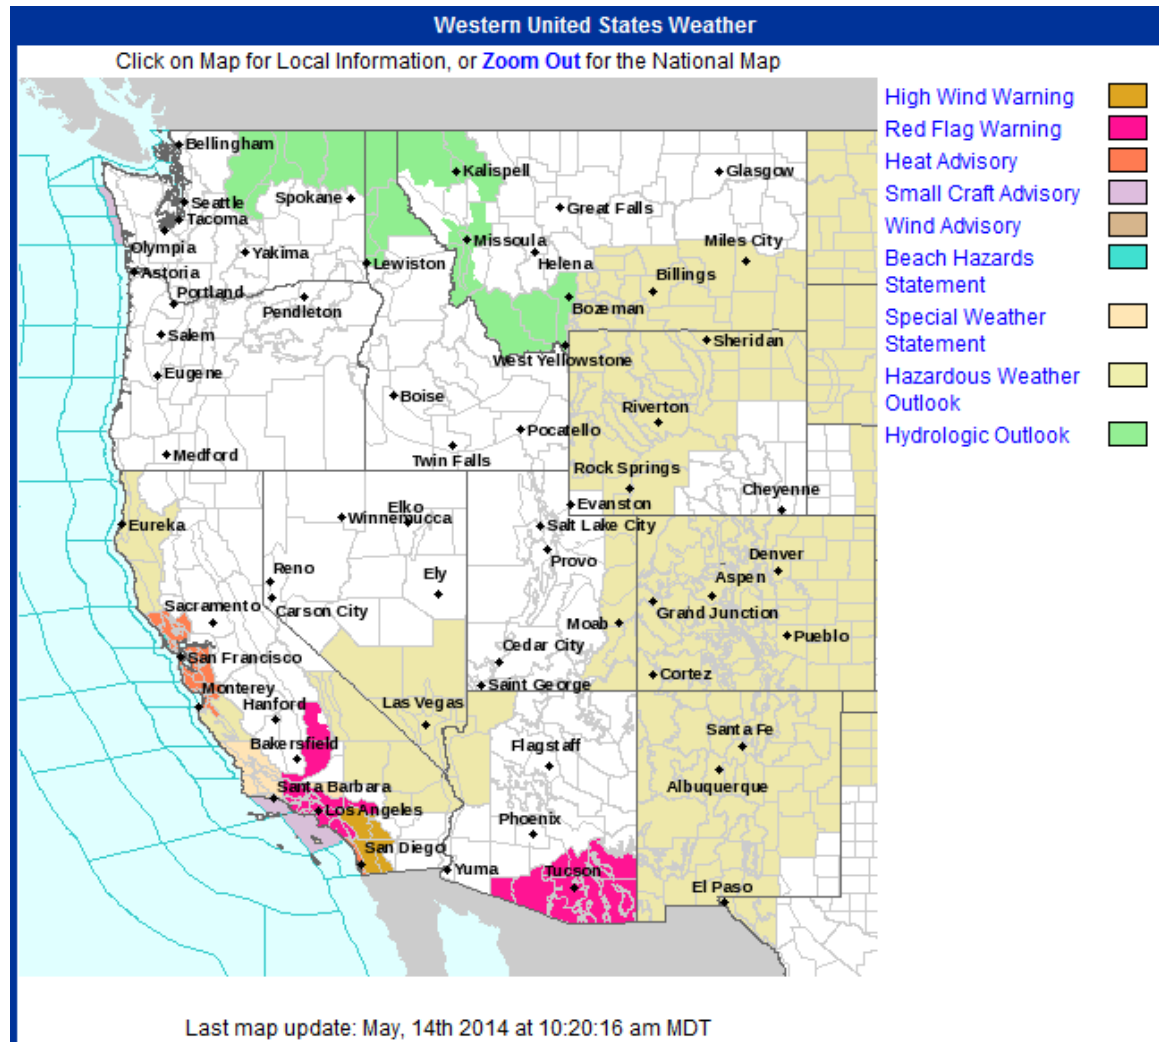 Western United States Weather
Click on Map for Local Information, or Zoom Out for the National Map
High Wind Warning
Red Flag Warning
Heat Advisory
Small Craft Advisory
Wind Advisory
Beach Hazards
Statement
Special Weather
Statement
Hazardous Weather
Outlook
Hydrologic Outlook
Bellingham
Kalispell
Glasgow
Seattle
Spokane
Great Falls
Tacoma
Olympia
Yakima
Missoula
Miles City
Lewiston
Helena
Astoria
Billings
Portland
Pendleton
Bozeman
Salem
Sheridan
West Yellowstone
Eugene
Boise
Riverton
Pocatello
Medford
Twin Falls
Rock Springs
Cheyenne
Evanston
Elko
Winnemucca
Eureka
Salt Lake City
Provo
Denver
Reno
Ely
Aspen
Sacramento
Carson City
Grand Junction
Moab
Pueblo
Cedar City
San Francisco
Cortez
Monterey
Saint George
Hanford
Las Vegas
Santa Fe
Bakersfield
Flagstaff
Albuquerque
Santa Barbara
Los Angeles
Phoenix
San Diego
Yuma
Tucson
El Paso
Last map update: May, 14th 2014 at 10:20:16 am MDT